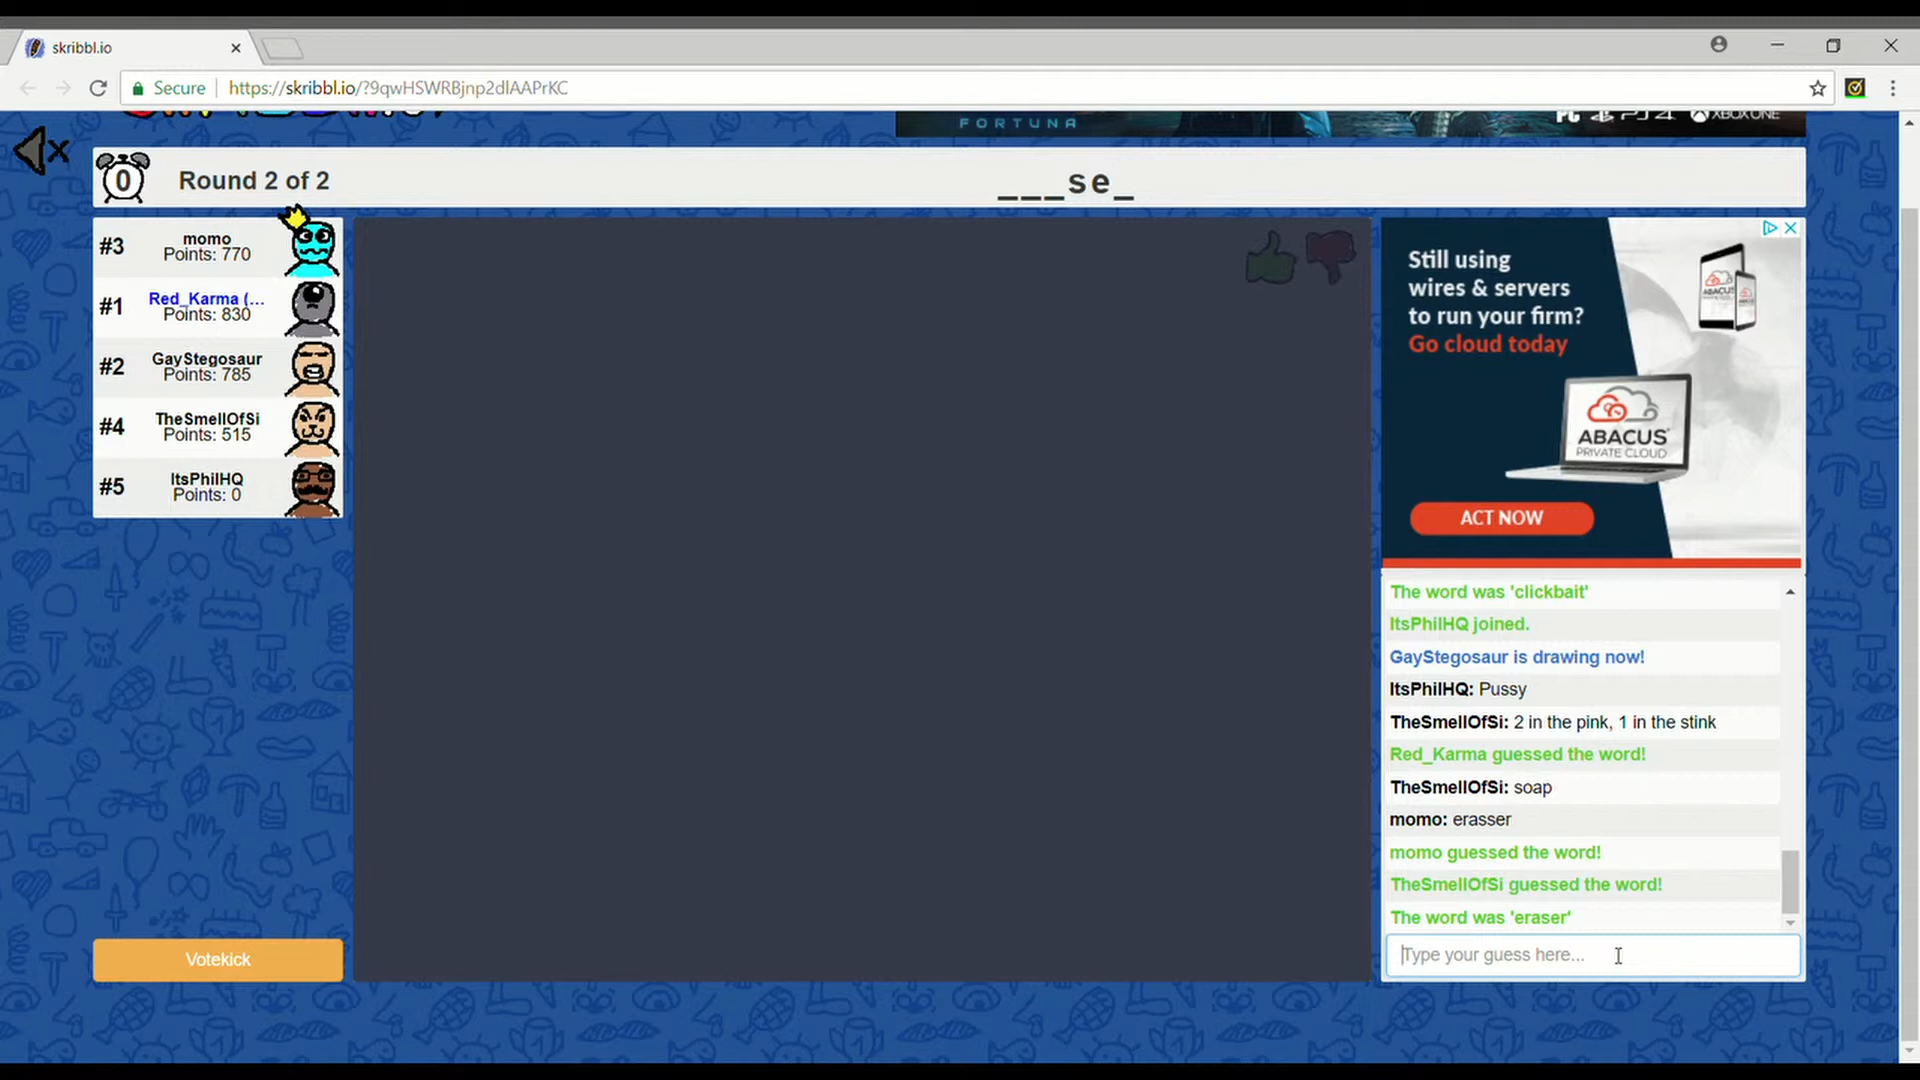 skribbl.io
Secure
https://skribbl.io/?9qwHSWRBjnp2dlAAPrKC
FORTUNA
PC PS4 XBOX ONE
0
Round 2 of 2
___se_
#3 momo
Points: 770
#1 Red_Karma (...
Points: 830
#2 GayStegosaur
Points: 785
#4 TheSmellOfSi
Points: 515
#5 ItsPhilHQ
Points: 0
Votekick
Still using
wires & servers
to run your firm?
Go cloud today
ABACUS
PRIVATE CLOUD
ACT NOW
The word was 'clickbait'
ItsPhilHQ joined.
GayStegosaur is drawing now!
ItsPhilHQ: Pussy
TheSmellOfSi: 2 in the pink, 1 in the stink
Red_Karma guessed the word!
TheSmellOfSi: soap
momo: erasser
momo guessed the word!
TheSmellOfSi guessed the word!
The word was 'eraser'
Type your guess here...